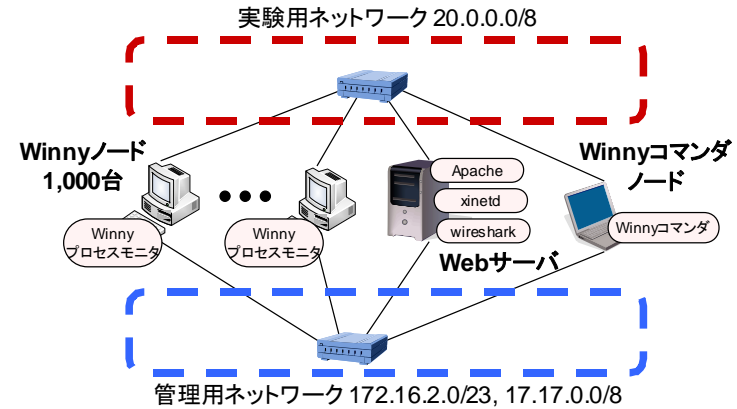 実験用ネットワーク 20.0.0.0/8
Winnyノード
1,000台
Winnyコマンダ
ノード
Apache
xinetd
wireshark
Winny
プロセスモニタ
Winny
プロセスモニタ
Winnyコマンダ
Webサーバ
管理用ネットワーク 172.16.2.0/23, 17.17.0.0/8